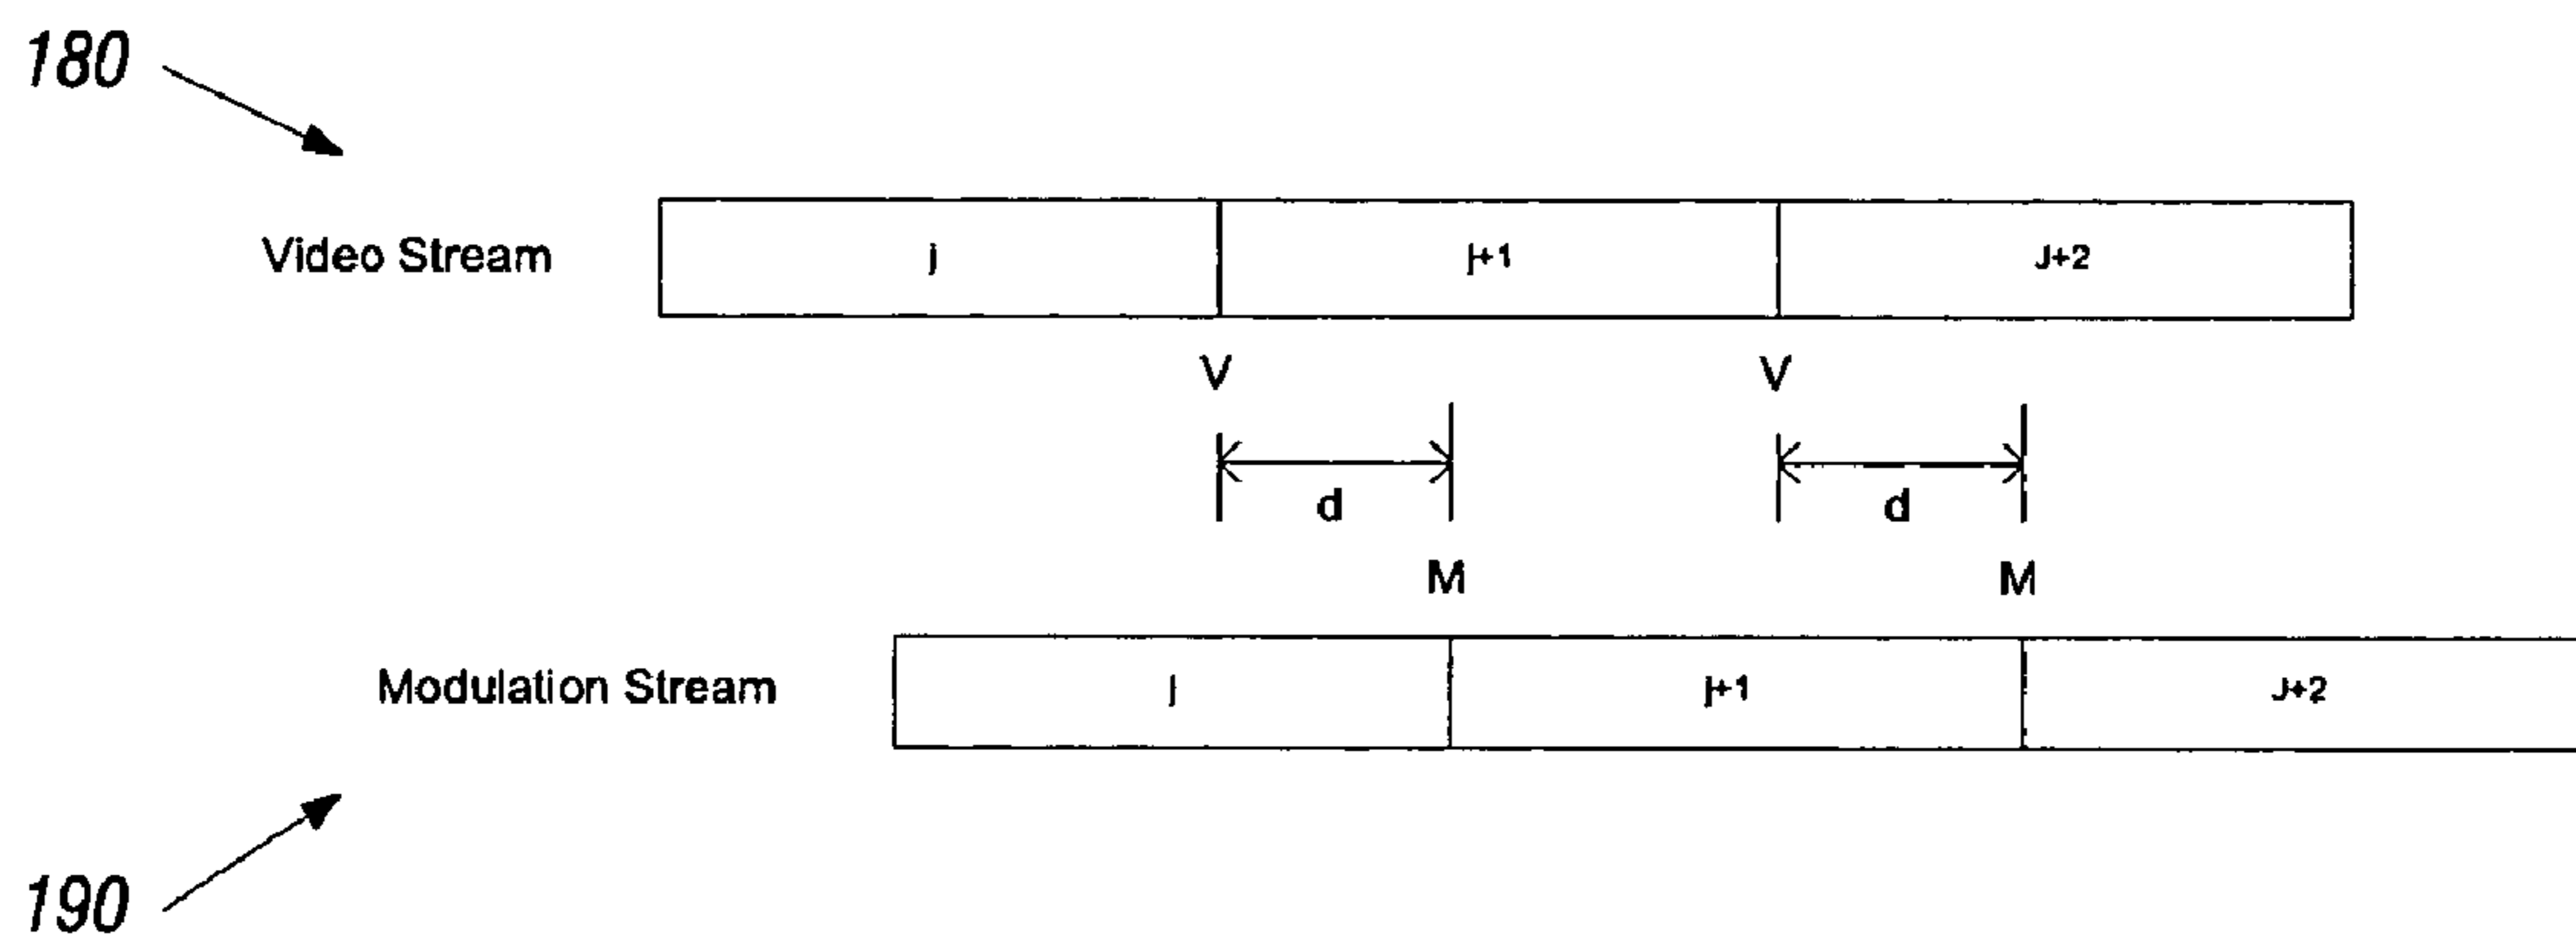 180
Video Stream
j
j+1
J+2
V
V
d
d
M
M
Modulation Stream
j
j+1
J+2
190